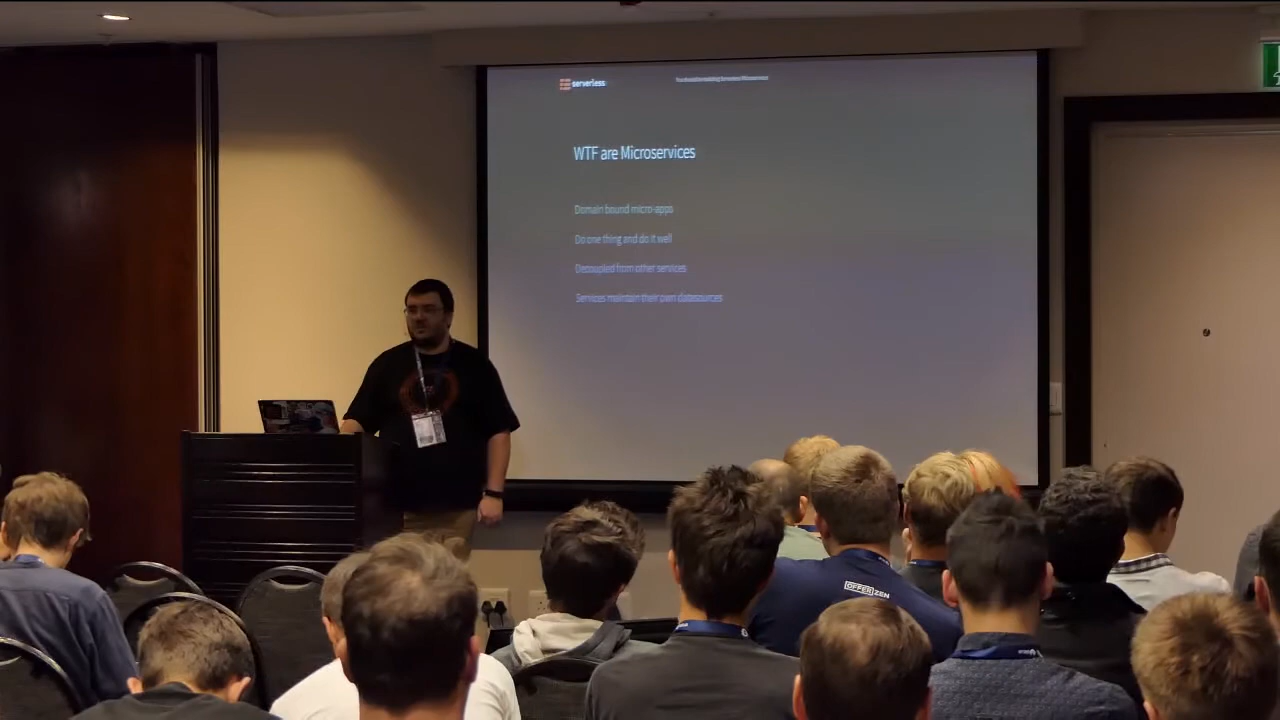 serverless
WTF are Microservices
Domain bound micro-apps
Do one thing and do it well
Decoupled from other services
Services maintain their own datasources
OFFERZEN